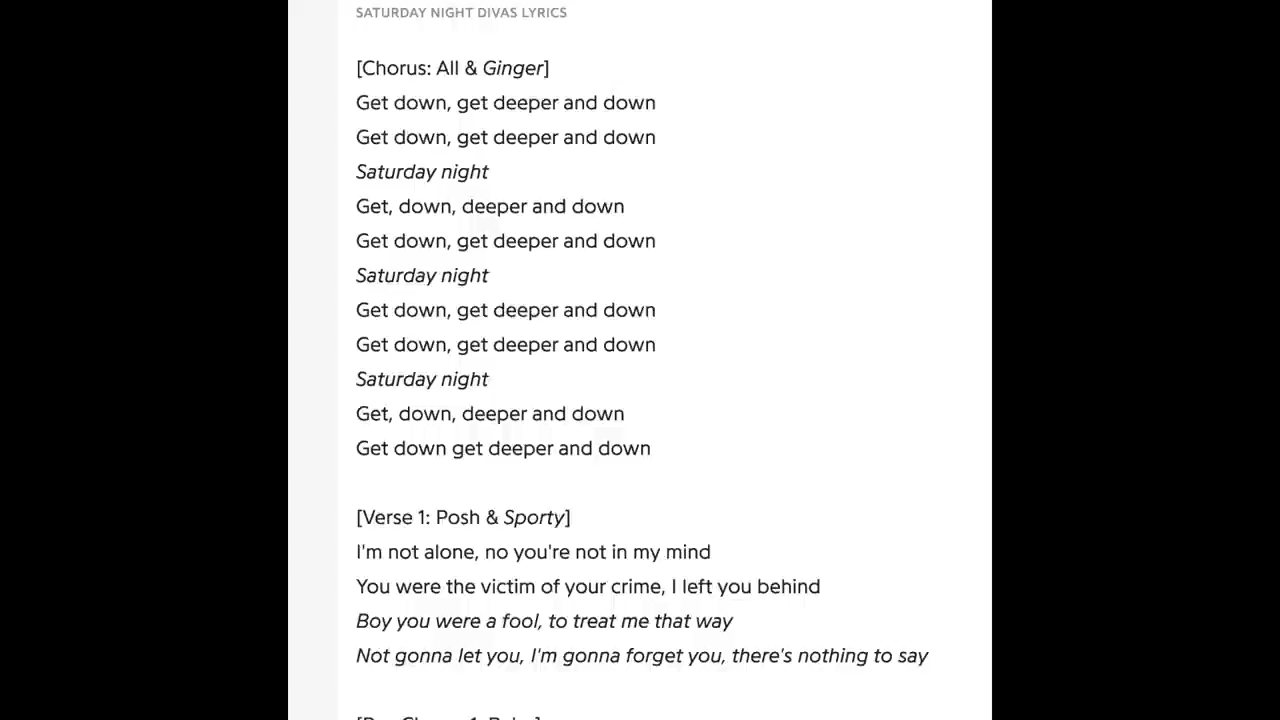 SATURDAY NIGHT DIVAS LYRICS
[Chorus: All & Ginger]
Get down, get deeper and down
Get down, get deeper and down
Saturday night
Get, down, deeper and down
Get down, get deeper and down
Saturday night
Get down, get deeper and down
Get down, get deeper and down
Saturday night
Get, down, deeper and down
Get down get deeper and down
[Verse 1: Posh & Sporty]
I'm not alone, no you're not in my mind
You were the victim of your crime, I left you behind
Boy you were a fool, to treat me that way
Not gonna let you, I'm gonna forget you, there's nothing to say